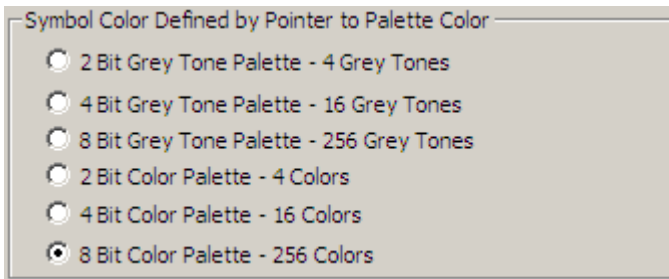 Symbol Color Defined by Pointer to Palette Color
2 Bit Grey Tone Palette - 4 Grey Tones
4 Bit Grey Tone Palette - 16 Grey Tones
8 Bit Grey Tone Palette - 256 Grey Tones
2 Bit Color Palette - 4 Colors
4 Bit Color Palette - 16 Colors
8 Bit Color Palette - 256 Colors